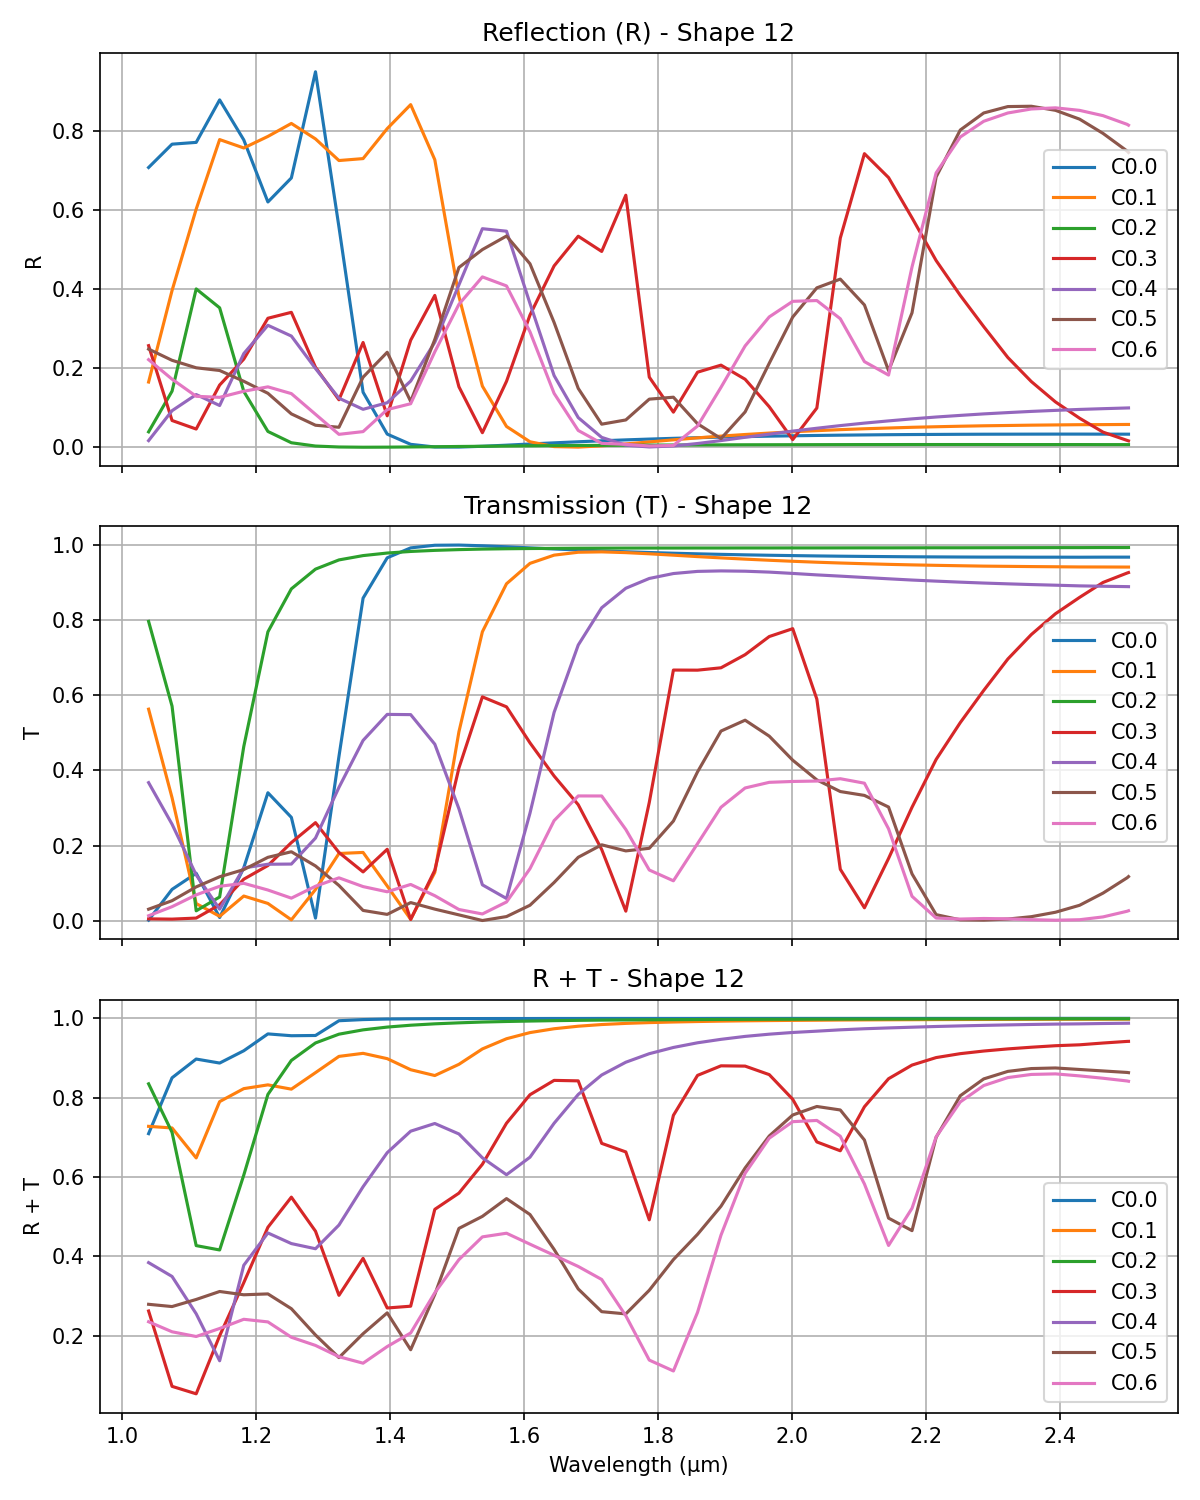 Reflection (R) - Shape 12
0.8
0.6
0.4
0.2
0.0
R
C0.0
C0.1
C0.2
C0.3
C0.4
C0.5
C0.6
Transmission (T) - Shape 12
1.0
0.8
0.6
0.4
0.2
0.0
T
C0.0
C0.1
C0.2
C0.3
C0.4
C0.5
C0.6
R + T - Shape 12
1.0
0.8
0.6
0.4
0.2
R + T
C0.0
C0.1
C0.2
C0.3
C0.4
C0.5
C0.6
1.0 1.2 1.4 1.6 1.8 2.0 2.2 2.4
Wavelength (μm)